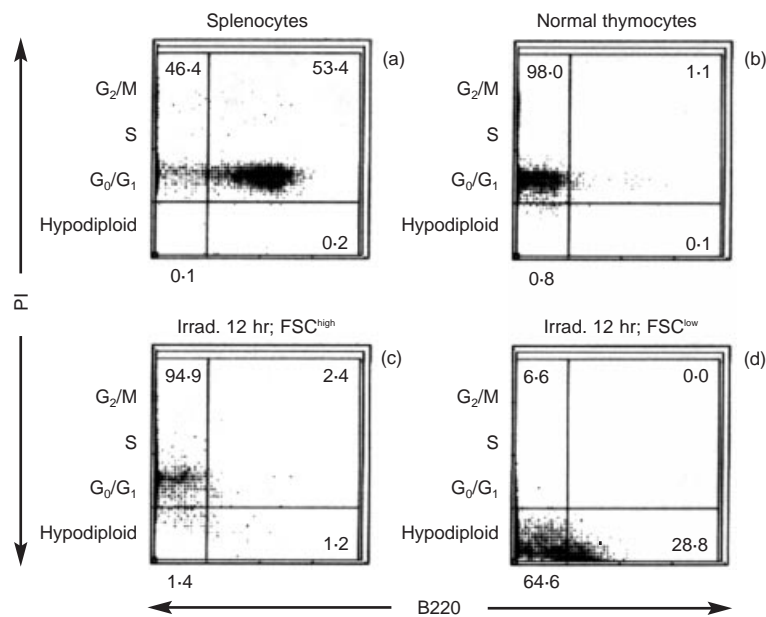 Splenocytes
Normal thymocytes
(a)
46·4
53·4
G₂/M
S
G₀/G₁
Hypodiploid
0·2
0·1
(b)
98·0
1·1
G₂/M
S
G₀/G₁
Hypodiploid
0·1
0·8
PI
Irrad. 12 hr; FSCʰⁱᵍʰ
Irrad. 12 hr; FSCˡᵒʷ
(c)
94·9
2·4
G₂/M
S
G₀/G₁
Hypodiploid
1·2
1·4
(d)
6·6
0·0
G₂/M
S
G₀/G₁
Hypodiploid
28·8
64·6
B220